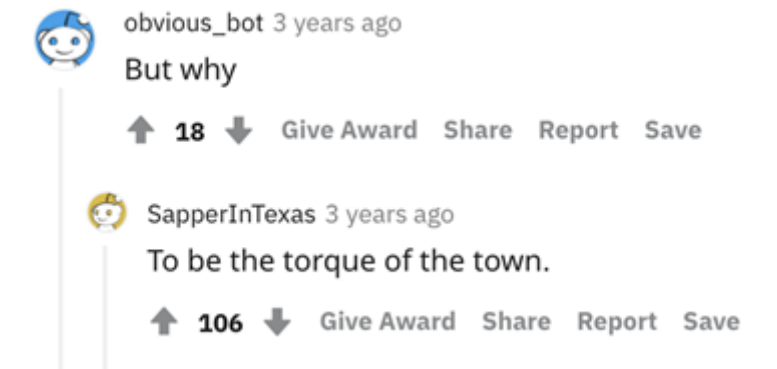 obvious_bot 3 years ago
But why
18 Give Award Share Report Save
SapperInTexas 3 years ago
To be the torque of the town.
106 Give Award Share Report Save